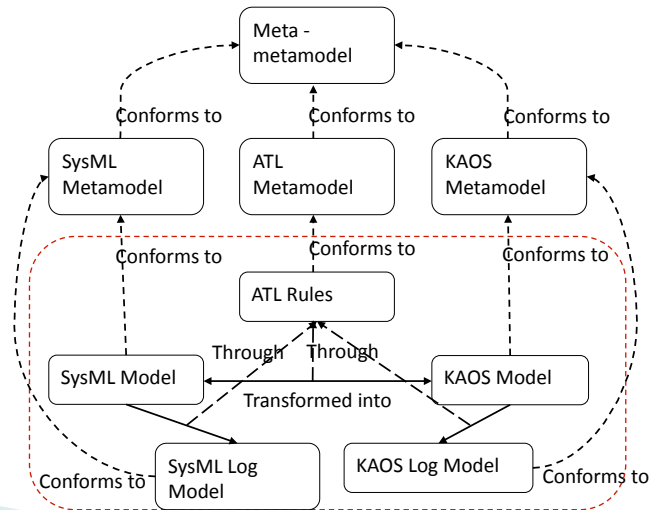 Meta -
metamodel
Conforms to
Conforms to
Conforms to
SysML
Metamodel
ATL
Metamodel
KAOS
Metamodel
Conforms to
Conforms to
Conforms to
ATL Rules
Through
Through
SysML Model
KAOS Model
Transformed into
SysML Log
Model
KAOS Log Model
Conforms to
Conforms to